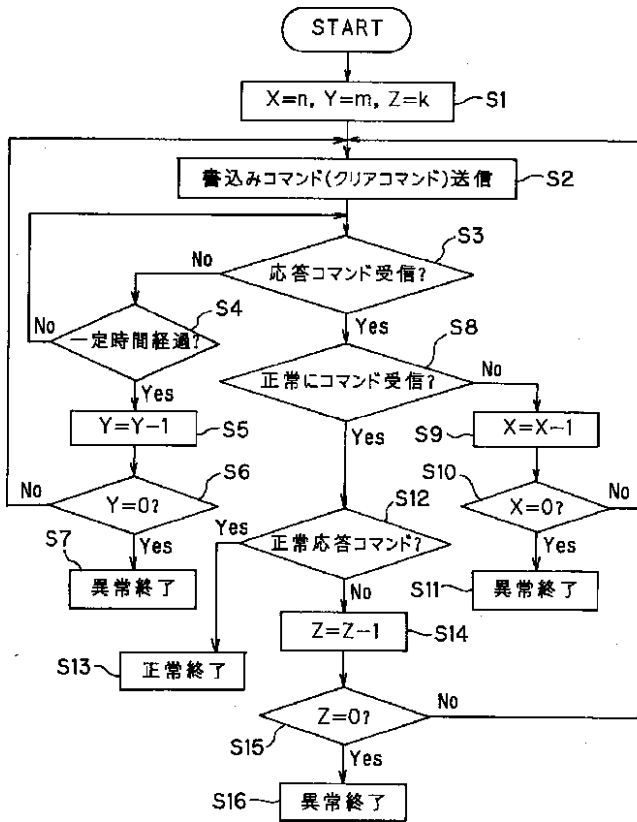 START
X=n, Y=m, Z=k
S1
書込みコマンド(クリアコマンド)送信
S2
S3
応答コマンド受信?
No
Yes
S4
一定時間経過?
No
Yes
S8
正常にコマンド受信?
No
Yes
Y=Y-1
S5
S9
X=X-1
S6
Y=0?
No
Yes
S10
X=0?
No
Yes
S7
異常終了
S11
異常終了
S12
正常応答コマンド?
Yes
No
S13
正常終了
Z=Z-1
S14
Z=0?
No
S15
Yes
S16
異常終了